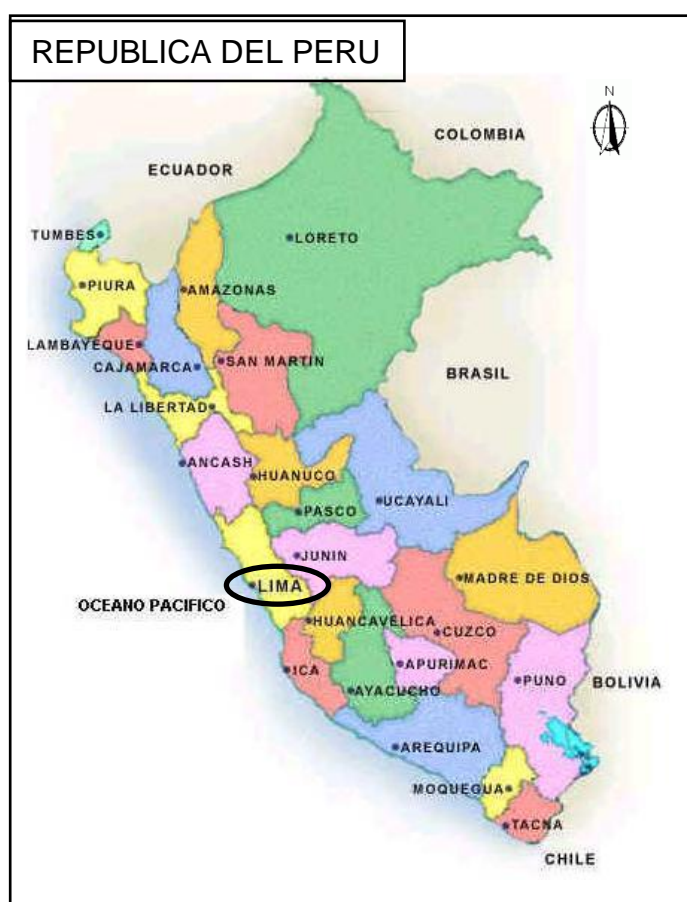 REPUBLICA DEL PERU
N
COLOMBIA
ECUADOR
TUMBES
LORETO
PIURA
AMAZONAS
LAMBAYEQUE
CAJAMARCA
SAN MARTIN
BRASIL
LA LIBERTAD
ANCASH
HUANUCO
UCAYALI
PASCO
JUNIN
LIMA
MADRE DE DIOS
OCEANO PACIFICO
HUANCAVELICA
CUZCO
ICA
APURIMAC
PUNO
BOLIVIA
AYACUCHO
AREQUIPA
MOQUEGUA
TACNA
CHILE